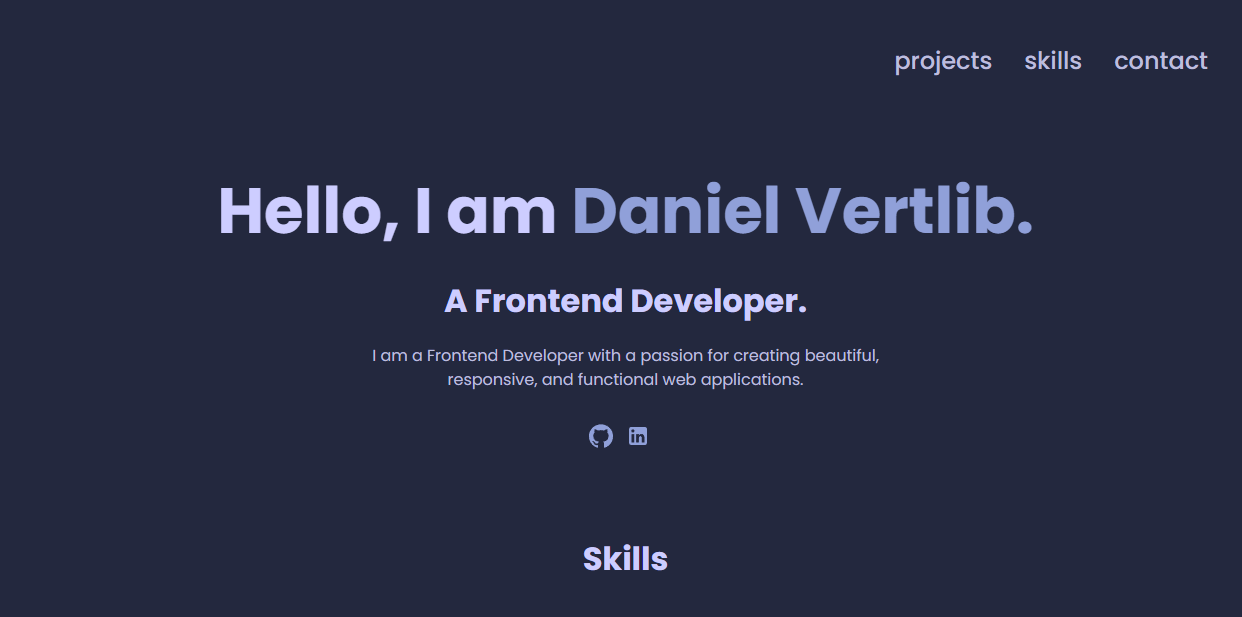 projects skills contact
Hello, I am Daniel Vertlib.
A Frontend Developer.
I am a Frontend Developer with a passion for creating beautiful,
responsive, and functional web applications.
in
Skills